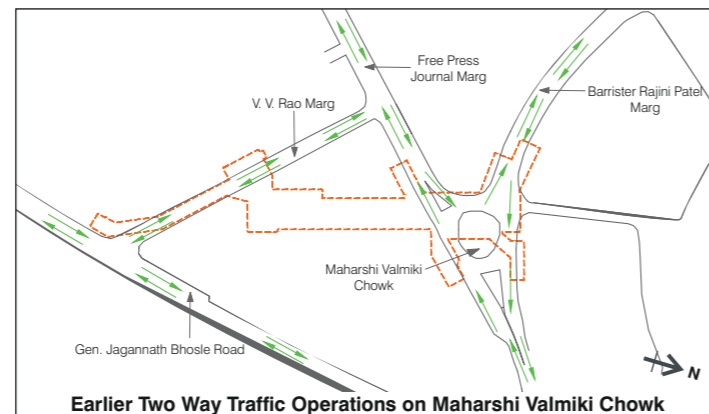 Free Press
Journal Marg
Barrister Rajini Patel
Marg
V. V. Rao Marg
Maharshi Valmiki
Chowk
Gen. Jagannath Bhosle Road
N
Earlier Two Way Traffic Operations on Maharshi Valmiki Chowk